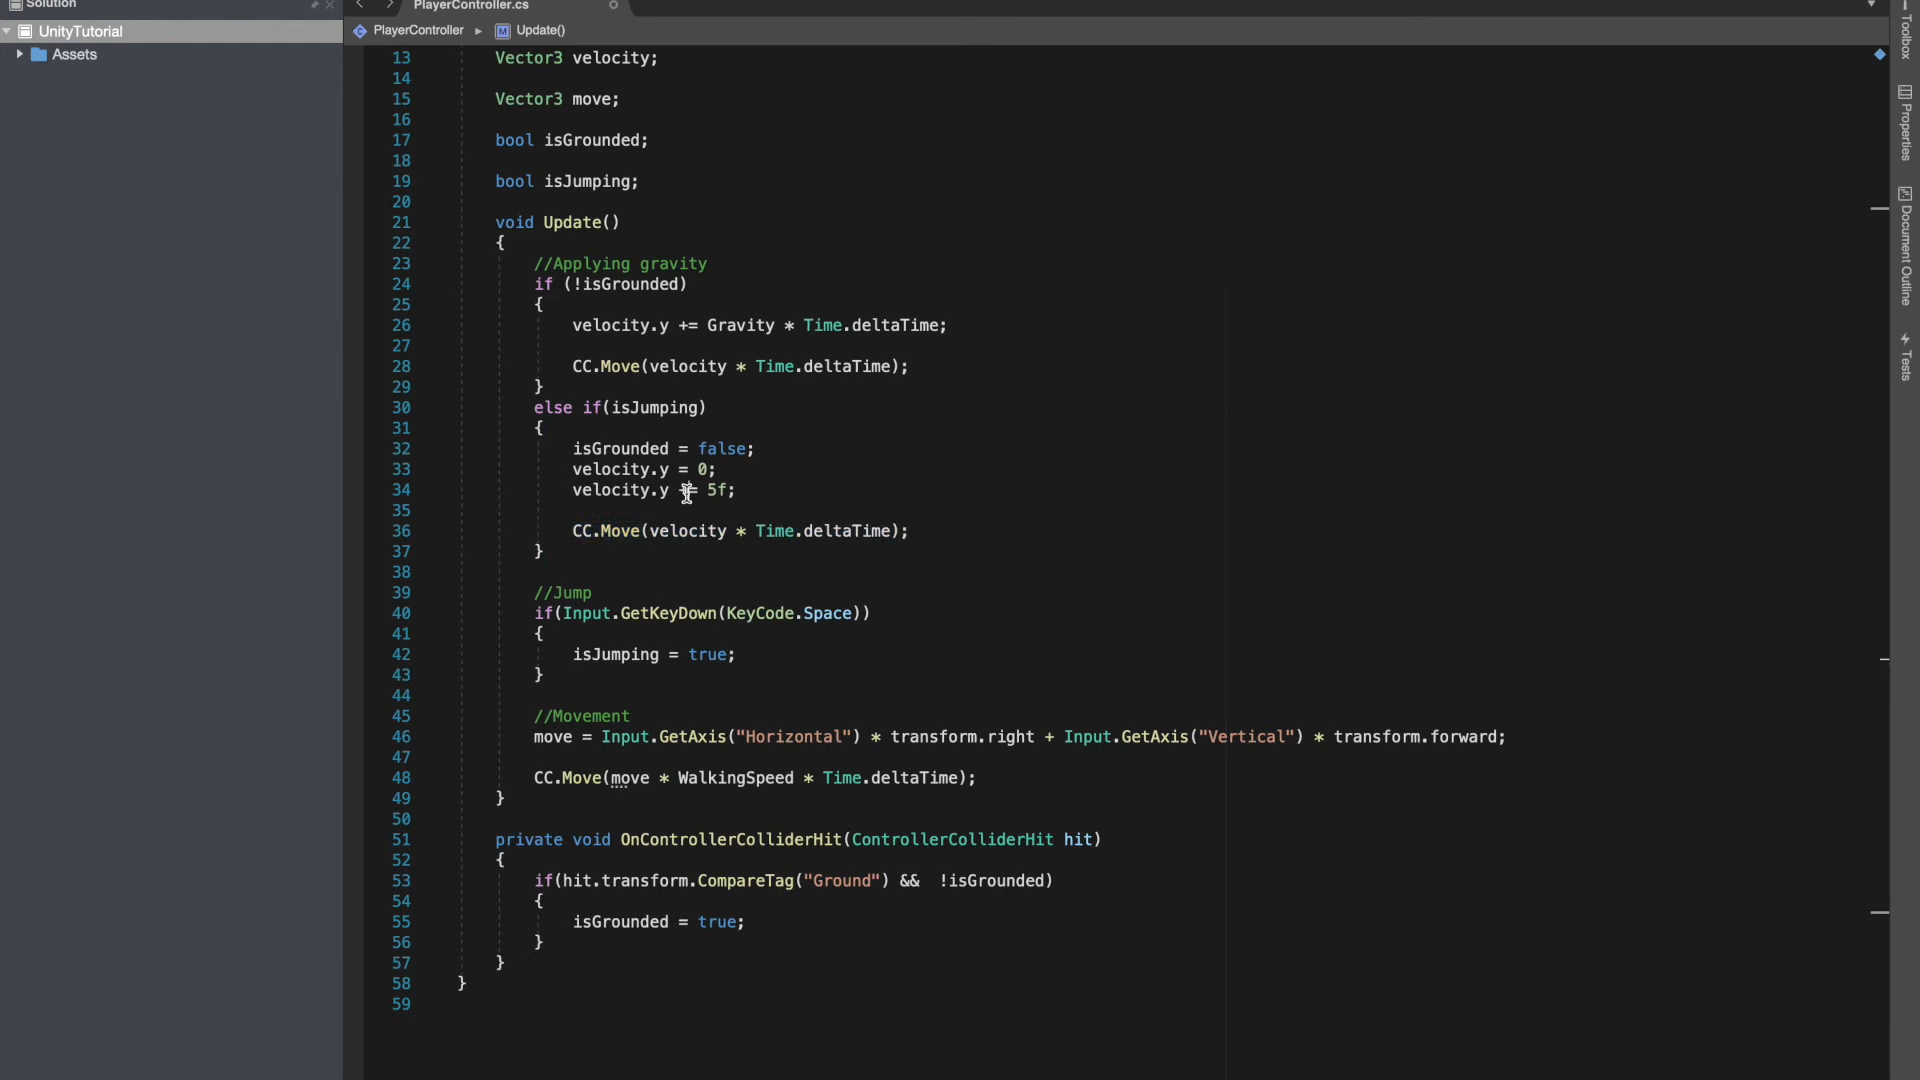 Solution
PlayerController.cs
UnityTutorial
PlayerController
Update()
Assets
13 Vector3 velocity;
14
15 Vector3 move;
16
17 bool isGrounded;
18
19 bool isJumping;
20
21 void Update()
22 {
23 //Applying gravity
24 if (!isGrounded)
25 {
26 velocity.y += Gravity * Time.deltaTime;
27
28 CC.Move(velocity * Time.deltaTime);
29 }
30 else if(isJumping)
31 {
32 isGrounded = false;
33 velocity.y = 0;
34 velocity.y += 5f;
35
36 CC.Move(velocity * Time.deltaTime);
37 }
38
39 //Jump
40 if(Input.GetKeyDown(KeyCode.Space))
41 {
42 isJumping = true;
43 }
44
45 //Movement
46 move = Input.GetAxis("Horizontal") * transform.right + Input.GetAxis("Vertical") * transform.forward;
47
48 CC.Move(move * WalkingSpeed * Time.deltaTime);
49 }
50
51 private void OnControllerColliderHit(ControllerColliderHit hit)
52 {
53 if(hit.transform.CompareTag("Ground") &&  !isGrounded)
54 {
55 isGrounded = true;
56 }
57 }
58 }
59
Toolbox
Properties
Document Outline
Tests